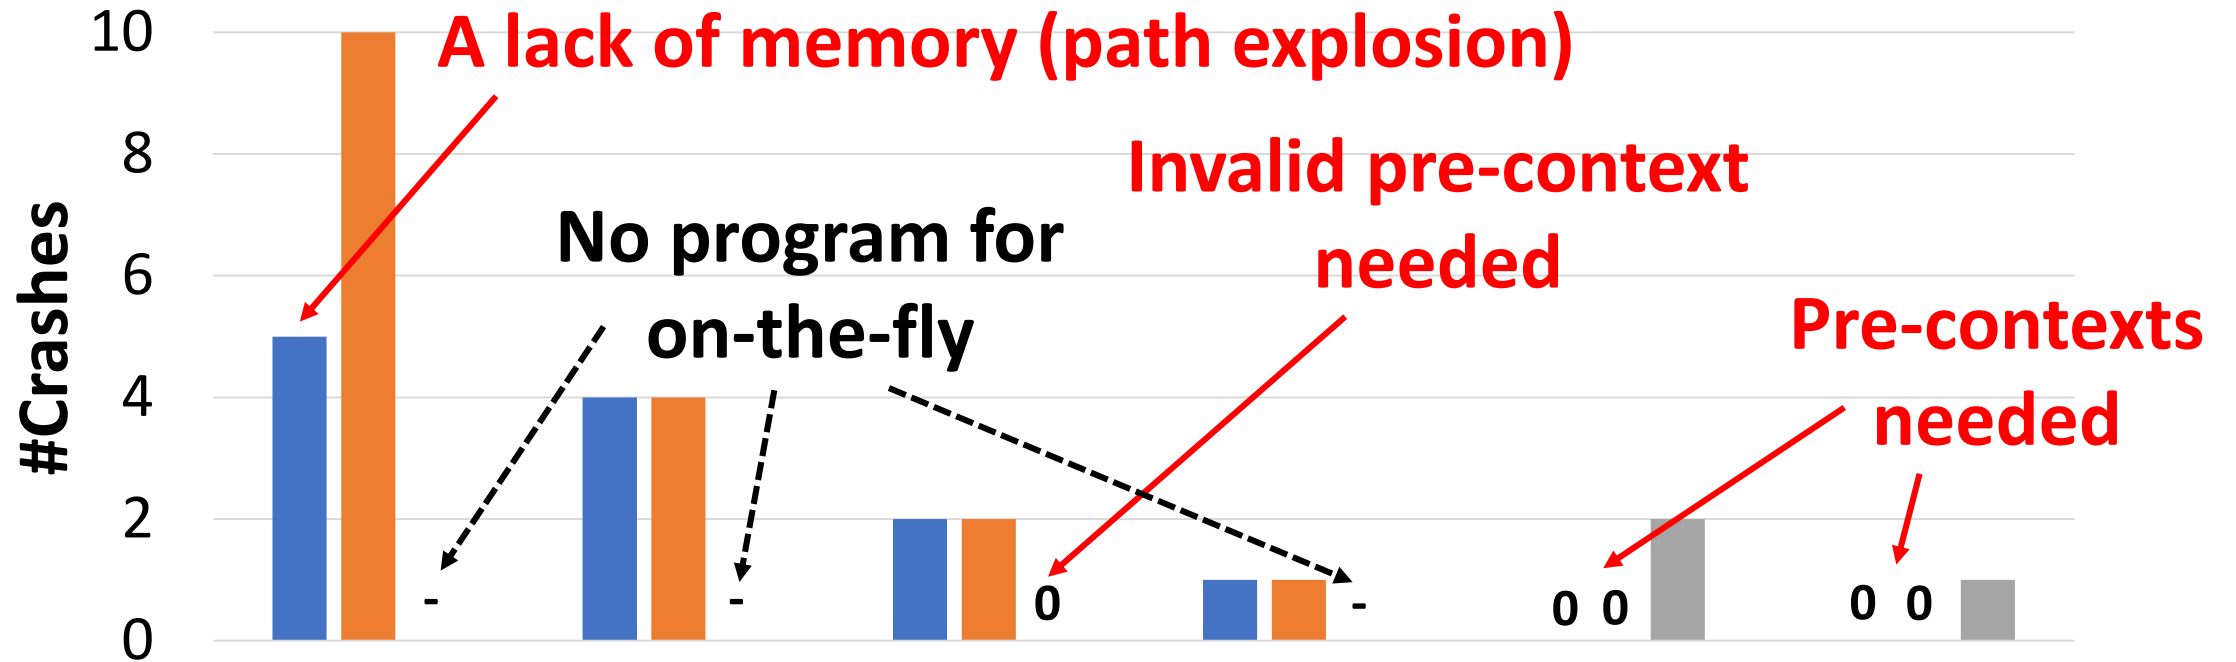 10
A lack of memory (path explosion)
8
Invalid pre-context
needed
No program for
on-the-fly
6
Pre-contexts
needed
#Crashes
4
2
-
-
0
-
0 0
0 0
0